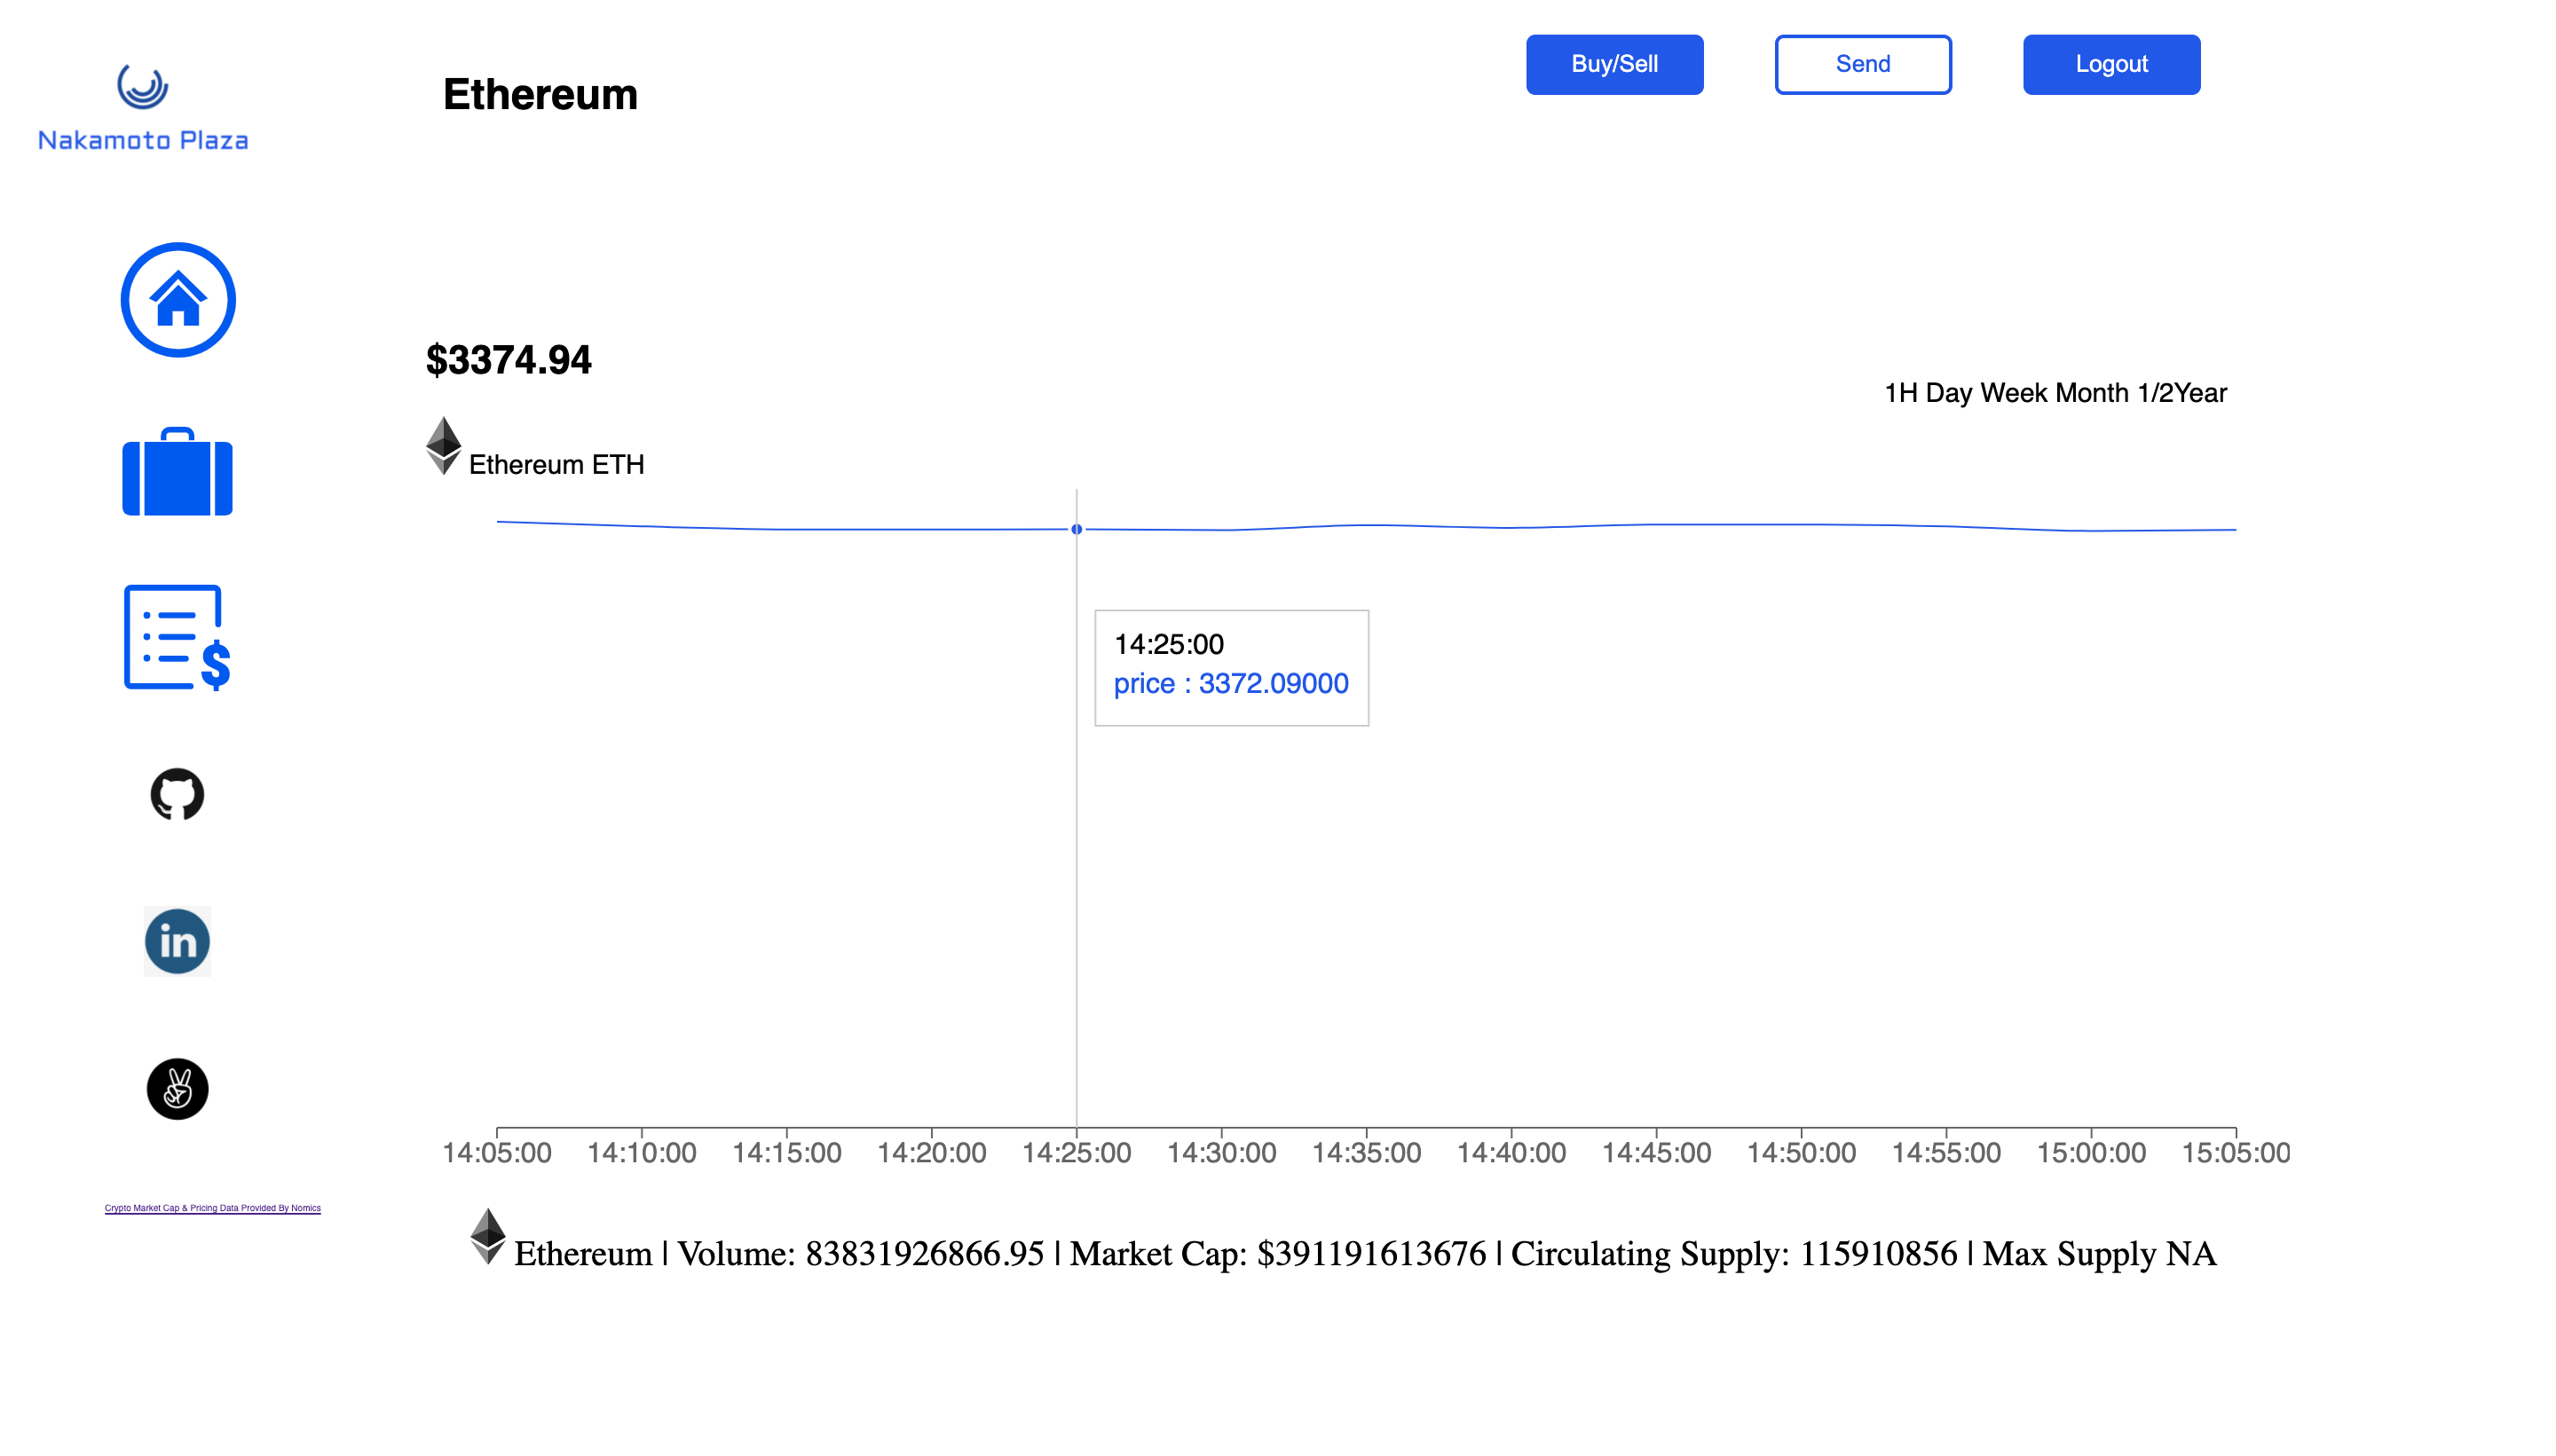 Nakamoto Plaza
Ethereum
Buy/Sell
Send
Logout
$3374.94
1H Day Week Month 1/2Year
Ethereum ETH
14:25:00
price : 3372.09000
$
in
14:05:00 14:10:00 14:15:00 14:20:00 14:25:00 14:30:00 14:35:00 14:40:00 14:45:00 14:50:00 14:55:00 15:00:00 15:05:00
Crypto Market Cap & Pricing Data Provided By Nomics
Ethereum | Volume: 83831926866.95 | Market Cap: $391191613676 | Circulating Supply: 115910856 | Max Supply NA